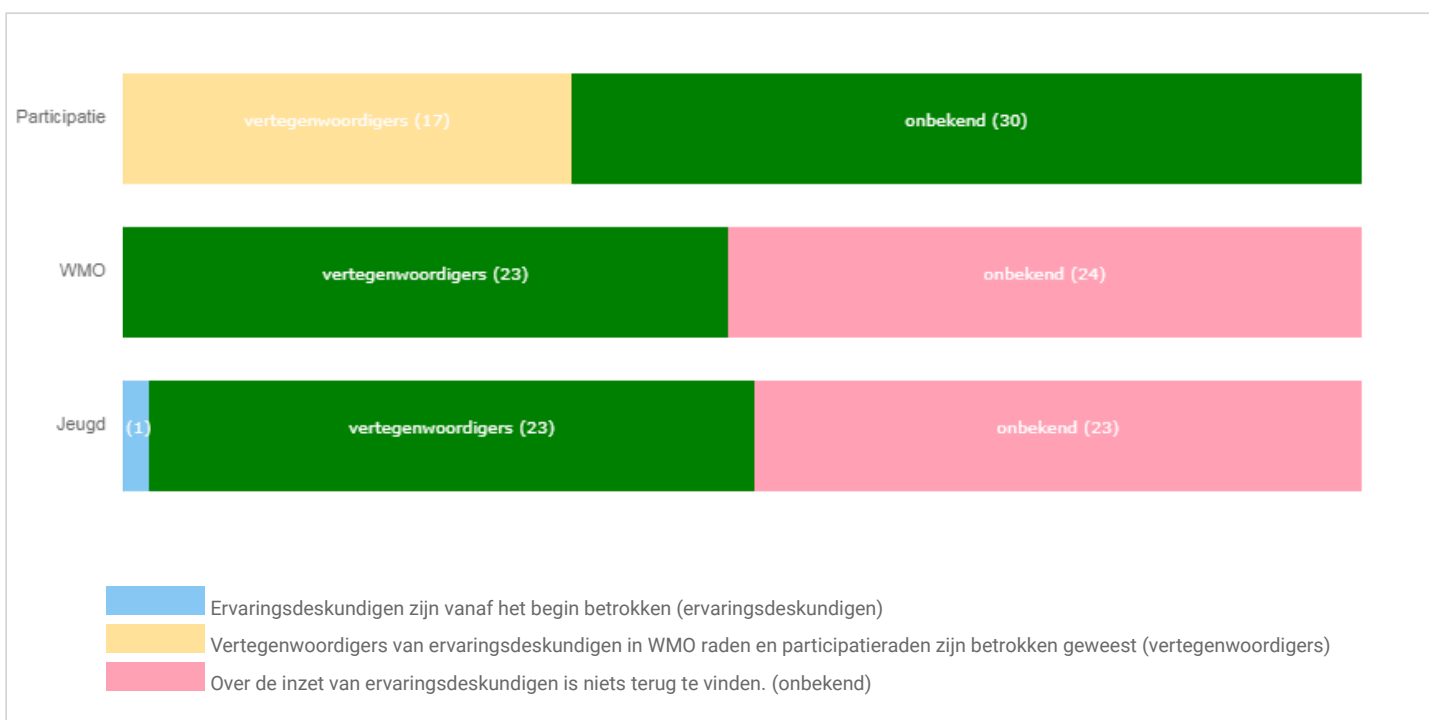 Participatie
vertegenwoordigers (17)
onbekend (30)
WMO
vertegenwoordigers (23)
onbekend (24)
Jeugd
(1)
vertegenwoordigers (23)
onbekend (23)
Ervaringsdeskundigen zijn vanaf het begin betrokken (ervaringsdeskundigen)
Vertegenwoordigers van ervaringsdeskundigen in WMO raden en participatieraden zijn betrokken geweest (vertegenwoordigers)
Over de inzet van ervaringsdeskundigen is niets terug te vinden. (onbekend)